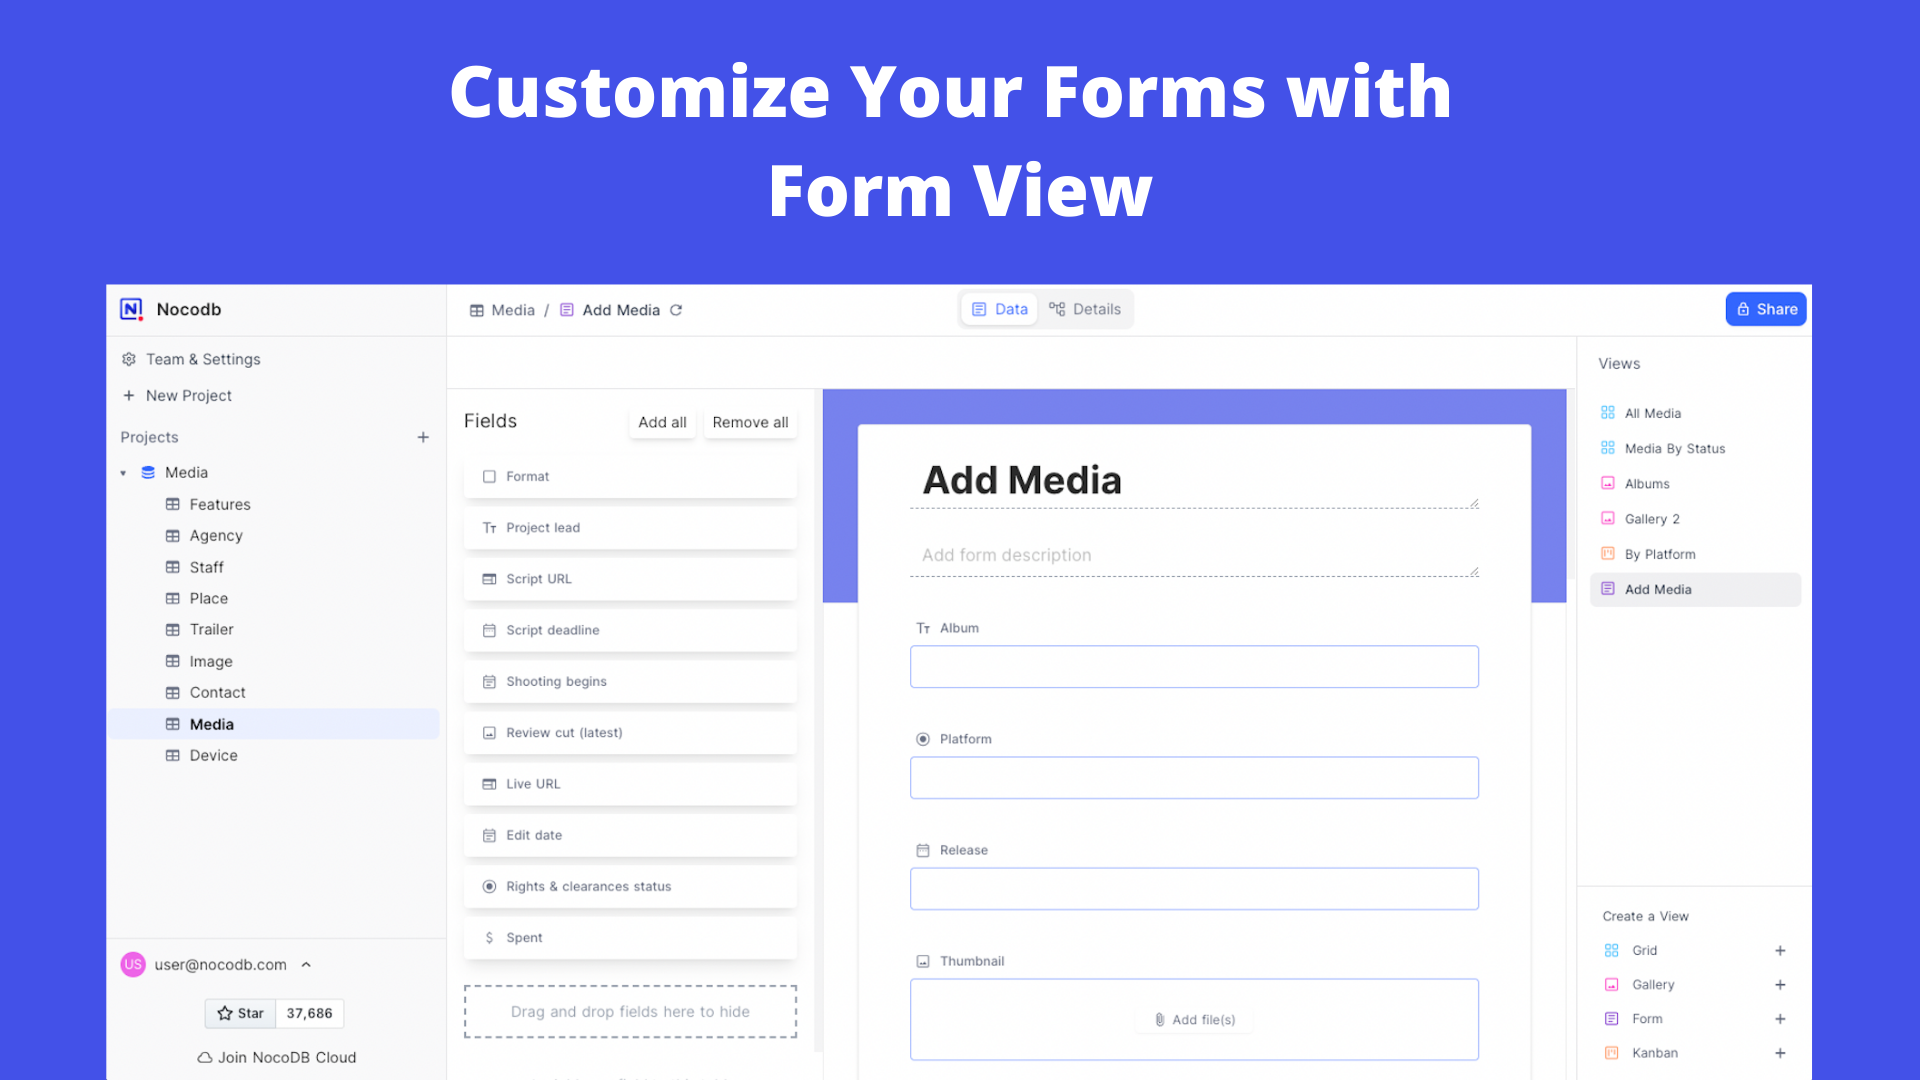 Customize Your Forms with
Form View
Nocodb
Media / Add Media
Data
Details
Share
Team & Settings
New Project
Projects
Media
Features
Agency
Staff
Place
Trailer
Image
Contact
Media
Device
user@nocodb.com
US
Star
37,686
Join NocoDB Cloud
Fields
Add all
Remove all
Format
Project lead
Script URL
Script deadline
Shooting begins
Review cut (latest)
Live URL
Edit date
Rights & clearances status
Spent
Drag and drop fields here to hide
Add Media
Add form description
Album
Platform
Release
Thumbnail
Add file(s)
Views
All Media
Media By Status
Albums
Gallery 2
By Platform
Add Media
Create a View
Grid
Gallery
Form
Kanban